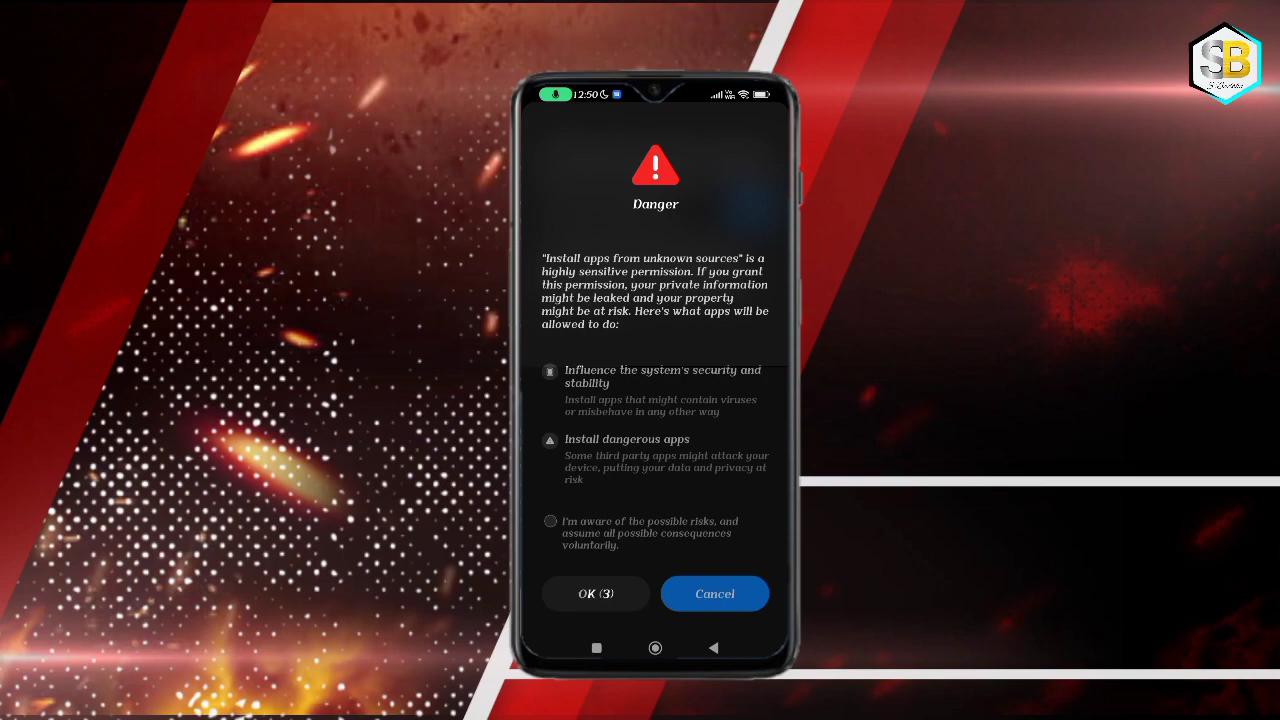 SB
12:50
Vo
WiFi
Danger
"Install apps from unknown sources" is a
highly sensitive permission. If you grant
this permission, your private information
might be leaked and your property
might be at risk. Here's what apps will be
allowed to do:
Influence the system's security and
stability
Install apps that might contain viruses
or misbehave in any other way
Install dangerous apps
Some third party apps might attack your
device, putting your data and privacy at
risk
I'm aware of the possible risks, and
assume all possible consequences
voluntarily.
OK (3) Cancel